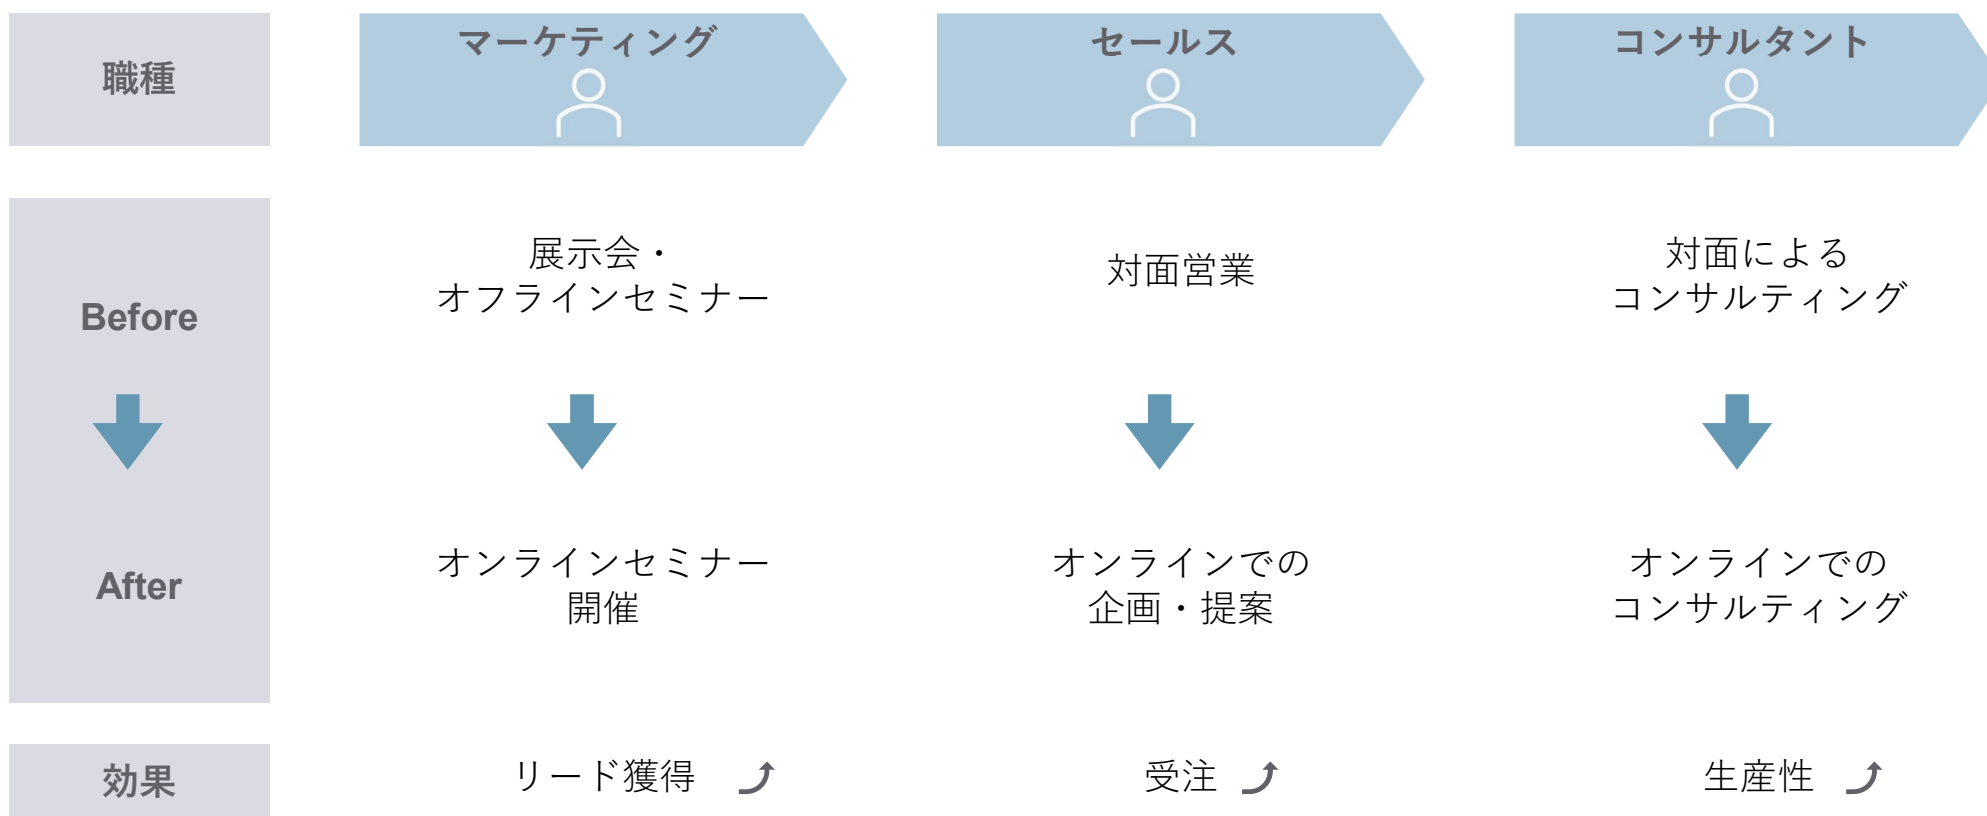 職種
マーケティング
セールス
コンサルタント
Before
展示会・
オフラインセミナー
対面営業
対面による
コンサルティング
After
オンラインセミナー
開催
オンラインでの
企画・提案
オンラインでの
コンサルティング
効果
リード獲得
受注
生産性